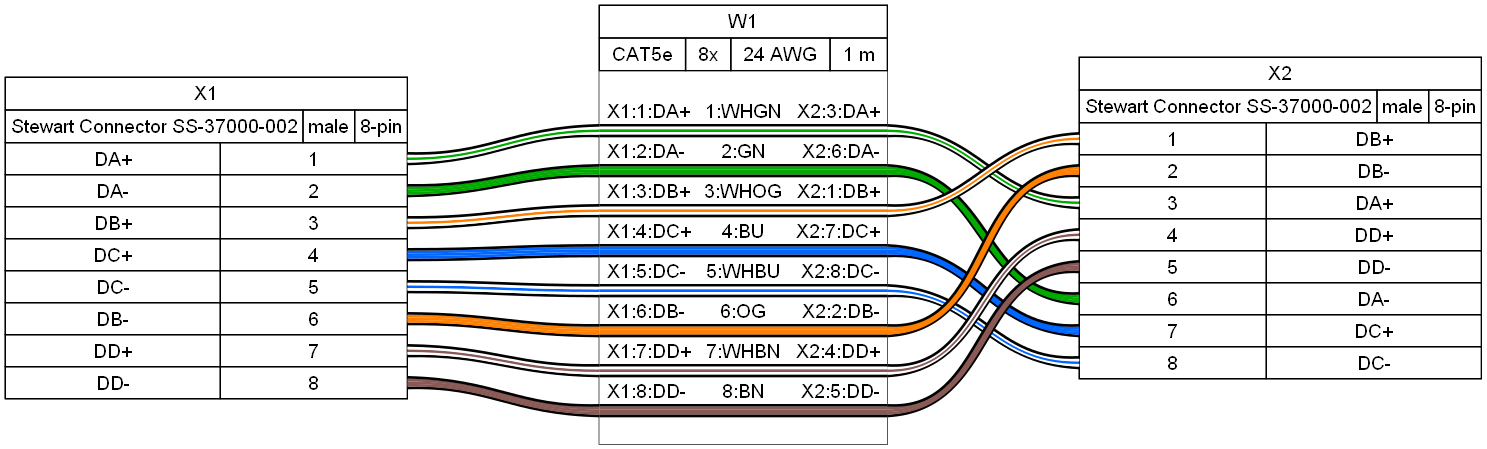 X1
Stewart Connector SS-37000-002 male 8-pin
DA+ 1
DA- 2
DB+ 3
DC+ 4
DC- 5
DB- 6
DD+ 7
DD- 8
W1
CAT5e 8x 24 AWG 1 m
X1:1:DA+ 1:WHGN X2:3:DA+
X1:2:DA- 2:GN X2:6:DA-
X1:3:DB+ 3:WHOG X2:1:DB+
X1:4:DC+ 4:BU X2:7:DC+
X1:5:DC- 5:WHBU X2:8:DC-
X1:6:DB- 6:OG X2:2:DB-
X1:7:DD+ 7:WHBN X2:4:DD+
X1:8:DD- 8:BN X2:5:DD-
X2
Stewart Connector SS-37000-002 male 8-pin
1 DB+
2 DB-
3 DA+
4 DD+
5 DD-
6 DA-
7 DC+
8 DC-